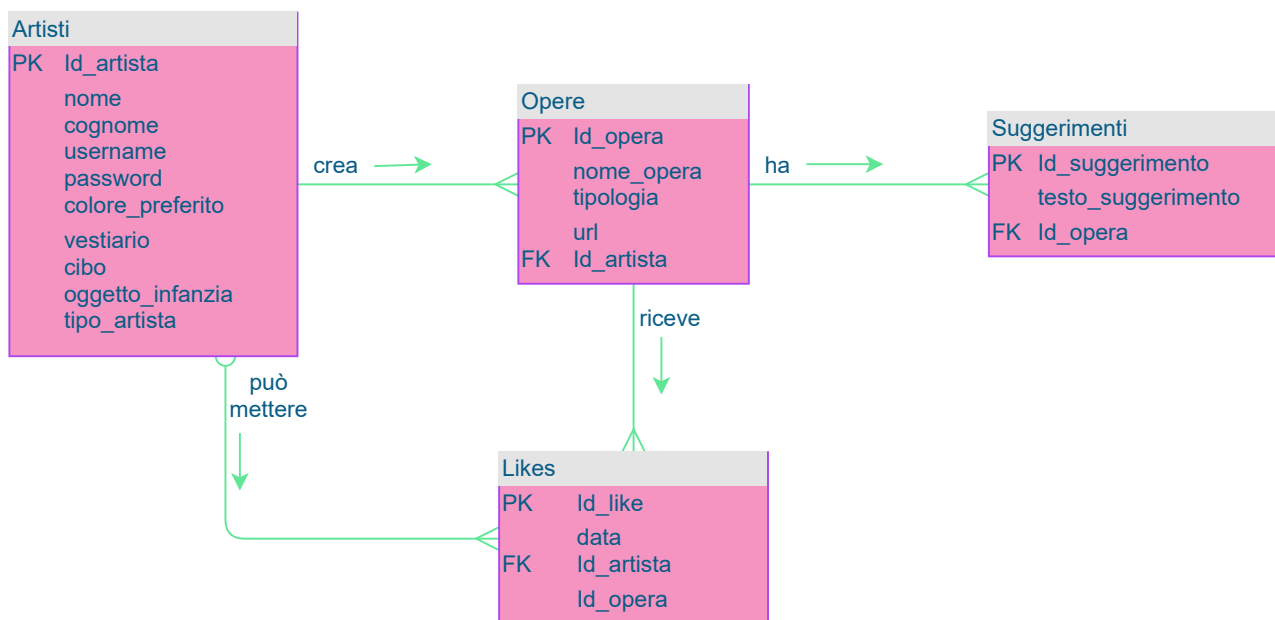 Artisti
PK Id_artista
nome
cognome
username
password
colore_preferito
vestiario
cibo
oggetto_infanzia
tipo_artista
crea
Opere
PK Id_opera
nome_opera
tipologia
url
FK Id_artista
ha
Suggerimenti
PK Id_suggerimento
testo_suggerimento
FK Id_opera
riceve
può
mettere
Likes
PK Id_like
data
FK Id_artista
Id_opera